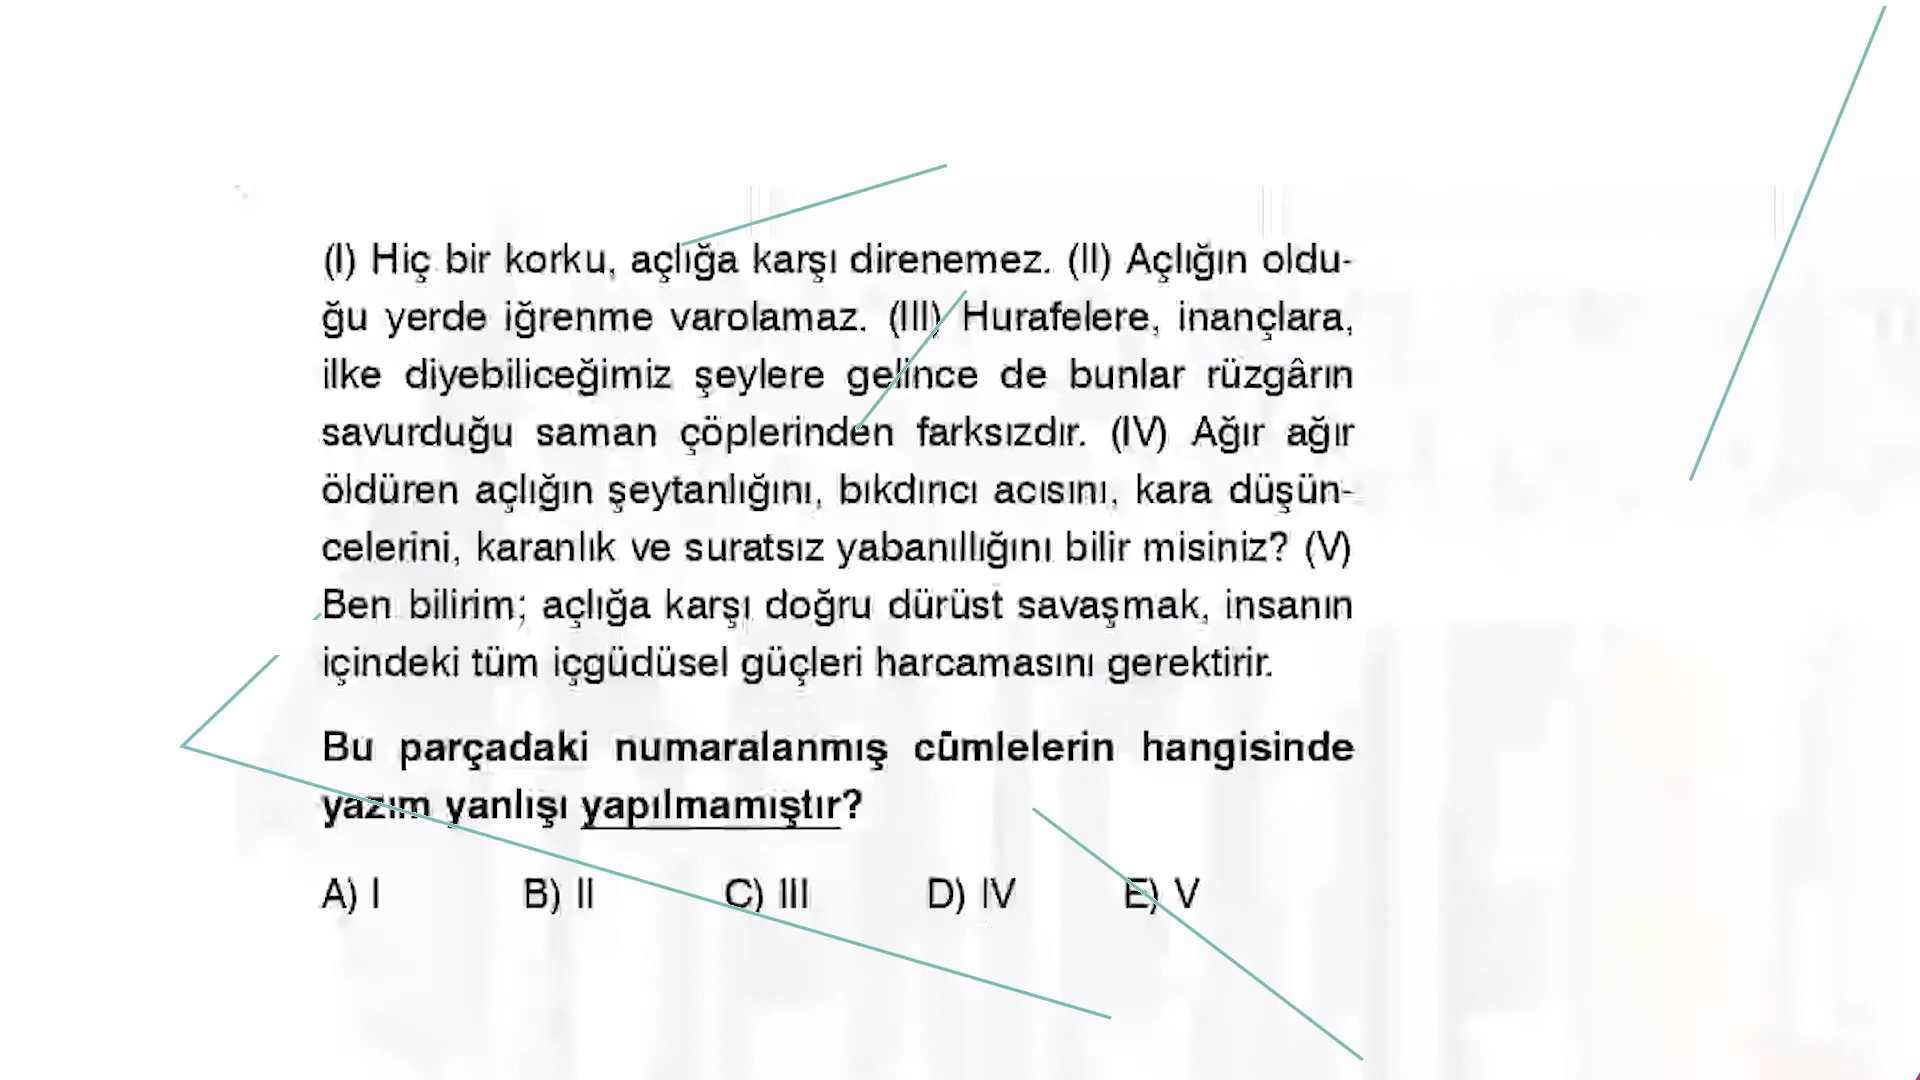 (I) Hiç bir korku, açlığa karşı direnemez. (II) Açlığın oldu-
ğu yerde iğrenme varolamaz. (III) Hurafelere, inançlara,
ilke diyebiliceğimiz şeylere gelince de bunlar rüzgârın
savurduğu saman çöplerinden farksızdır. (IV) Ağır ağır
öldüren açlığın şeytanlığını, bıkdırıcı acısını, kara düşün-
celerini, karanlık ve suratsız yabanıllığını bilir misiniz? (V)
Ben bilirim; açlığa karşı doğru dürüst savaşmak, insanın
içindeki tüm içgüdüsel güçleri harcamasını gerektirir.
Bu parçadaki numaralanmış cümlelerin hangisinde
yazım yanlışı yapılmamıştır?
A) I B) II C) III D) IV E) V